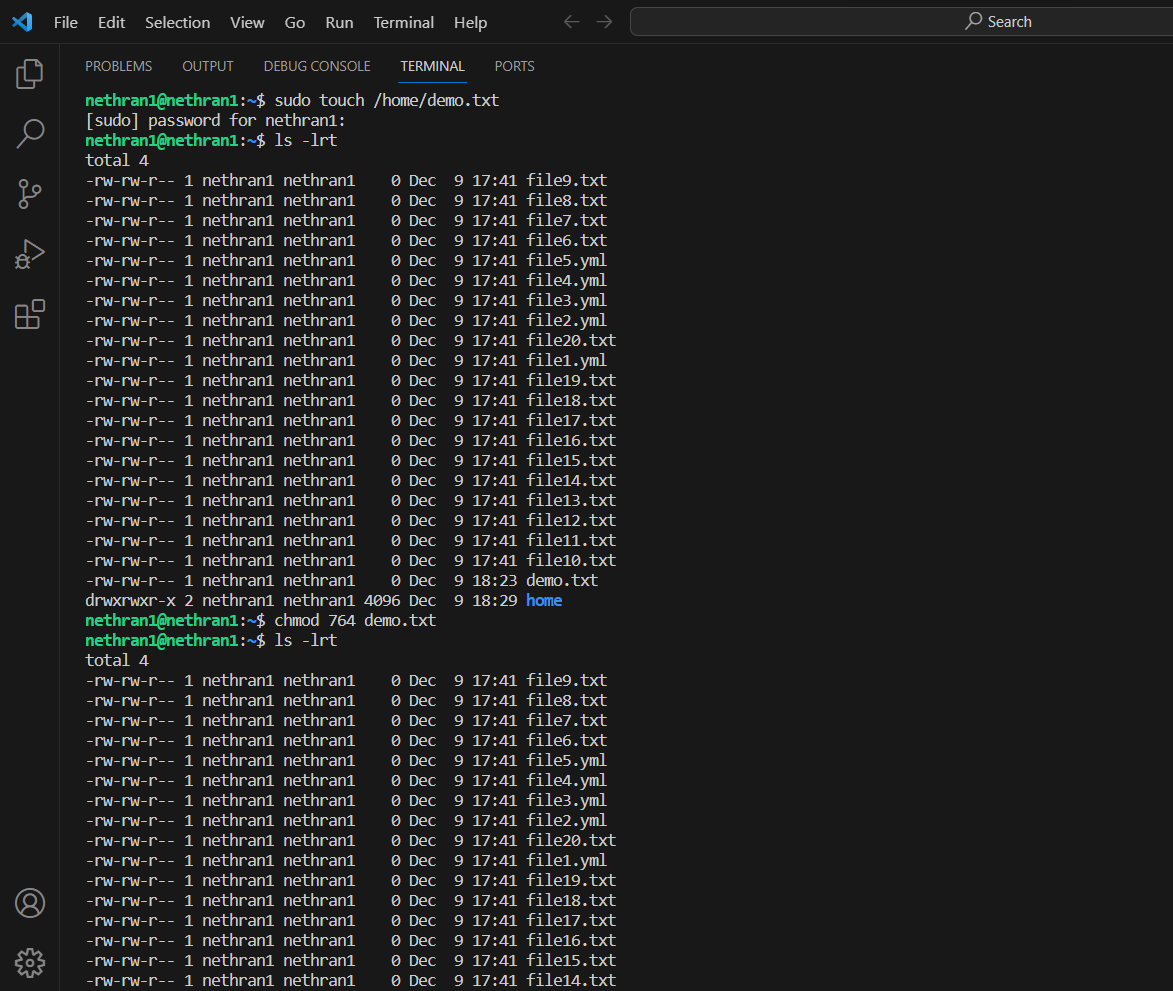 File Edit Selection View Go Run Terminal Help Search
PROBLEMS OUTPUT DEBUG CONSOLE TERMINAL PORTS
nethran1@nethran1:~$ sudo touch /home/demo.txt
[sudo] password for nethran1:
nethran1@nethran1:~$ ls -lrt
total 4
-rw-rw-r-- 1 nethran1 nethran1    0 Dec  9 17:41 file9.txt
-rw-rw-r-- 1 nethran1 nethran1    0 Dec  9 17:41 file8.txt
-rw-rw-r-- 1 nethran1 nethran1    0 Dec  9 17:41 file7.txt
-rw-rw-r-- 1 nethran1 nethran1    0 Dec  9 17:41 file6.txt
-rw-rw-r-- 1 nethran1 nethran1    0 Dec  9 17:41 file5.yml
-rw-rw-r-- 1 nethran1 nethran1    0 Dec  9 17:41 file4.yml
-rw-rw-r-- 1 nethran1 nethran1    0 Dec  9 17:41 file3.yml
-rw-rw-r-- 1 nethran1 nethran1    0 Dec  9 17:41 file2.yml
-rw-rw-r-- 1 nethran1 nethran1    0 Dec  9 17:41 file20.txt
-rw-rw-r-- 1 nethran1 nethran1    0 Dec  9 17:41 file1.yml
-rw-rw-r-- 1 nethran1 nethran1    0 Dec  9 17:41 file19.txt
-rw-rw-r-- 1 nethran1 nethran1    0 Dec  9 17:41 file18.txt
-rw-rw-r-- 1 nethran1 nethran1    0 Dec  9 17:41 file17.txt
-rw-rw-r-- 1 nethran1 nethran1    0 Dec  9 17:41 file16.txt
-rw-rw-r-- 1 nethran1 nethran1    0 Dec  9 17:41 file15.txt
-rw-rw-r-- 1 nethran1 nethran1    0 Dec  9 17:41 file14.txt
-rw-rw-r-- 1 nethran1 nethran1    0 Dec  9 17:41 file13.txt
-rw-rw-r-- 1 nethran1 nethran1    0 Dec  9 17:41 file12.txt
-rw-rw-r-- 1 nethran1 nethran1    0 Dec  9 17:41 file11.txt
-rw-rw-r-- 1 nethran1 nethran1    0 Dec  9 17:41 file10.txt
-rw-rw-r-- 1 nethran1 nethran1    0 Dec  9 18:23 demo.txt
drwxrwxr-x 2 nethran1 nethran1 4096 Dec  9 18:29 home
nethran1@nethran1:~$ chmod 764 demo.txt
nethran1@nethran1:~$ ls -lrt
total 4
-rw-rw-r-- 1 nethran1 nethran1    0 Dec  9 17:41 file9.txt
-rw-rw-r-- 1 nethran1 nethran1    0 Dec  9 17:41 file8.txt
-rw-rw-r-- 1 nethran1 nethran1    0 Dec  9 17:41 file7.txt
-rw-rw-r-- 1 nethran1 nethran1    0 Dec  9 17:41 file6.txt
-rw-rw-r-- 1 nethran1 nethran1    0 Dec  9 17:41 file5.yml
-rw-rw-r-- 1 nethran1 nethran1    0 Dec  9 17:41 file4.yml
-rw-rw-r-- 1 nethran1 nethran1    0 Dec  9 17:41 file3.yml
-rw-rw-r-- 1 nethran1 nethran1    0 Dec  9 17:41 file2.yml
-rw-rw-r-- 1 nethran1 nethran1    0 Dec  9 17:41 file20.txt
-rw-rw-r-- 1 nethran1 nethran1    0 Dec  9 17:41 file1.yml
-rw-rw-r-- 1 nethran1 nethran1    0 Dec  9 17:41 file19.txt
-rw-rw-r-- 1 nethran1 nethran1    0 Dec  9 17:41 file18.txt
-rw-rw-r-- 1 nethran1 nethran1    0 Dec  9 17:41 file17.txt
-rw-rw-r-- 1 nethran1 nethran1    0 Dec  9 17:41 file16.txt
-rw-rw-r-- 1 nethran1 nethran1    0 Dec  9 17:41 file15.txt
-rw-rw-r-- 1 nethran1 nethran1    0 Dec  9 17:41 file14.txt